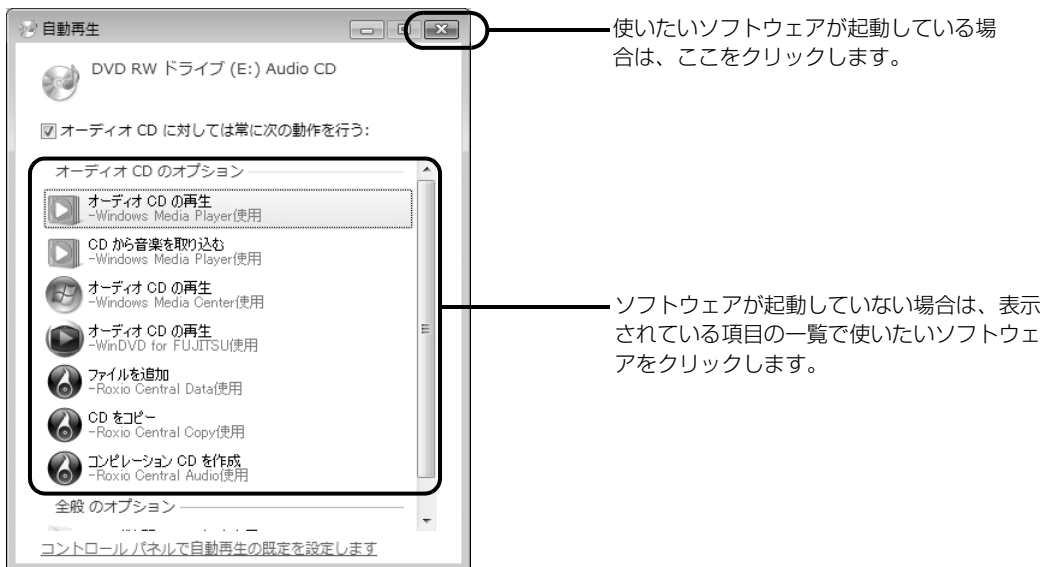 自動再生
使いたいソフトウェアが起動している場
合は、ここをクリックします。
DVD RW ドライブ (E:) Audio CD
オーディオ CD に対しては常に次の動作を行う:
オーディオ CD のオプション
オーディオ CD の再生
-Windows Media Player使用
CD から音楽を取り込む
-Windows Media Player使用
オーディオ CD の再生
-Windows Media Center使用
オーディオ CD の再生
-WinDVD for FUJITSU使用
ファイルを追加
-Roxio Central Data使用
CD をコピー
-Roxio Central Copy使用
コンピレーション CD を作成
-Roxio Central Audio使用
ソフトウェアが起動していない場合は、表示
されている項目の一覧で使いたいソフトウェ
アをクリックします。
全般 のオプション
コントロール パネルで自動再生の既定を設定します